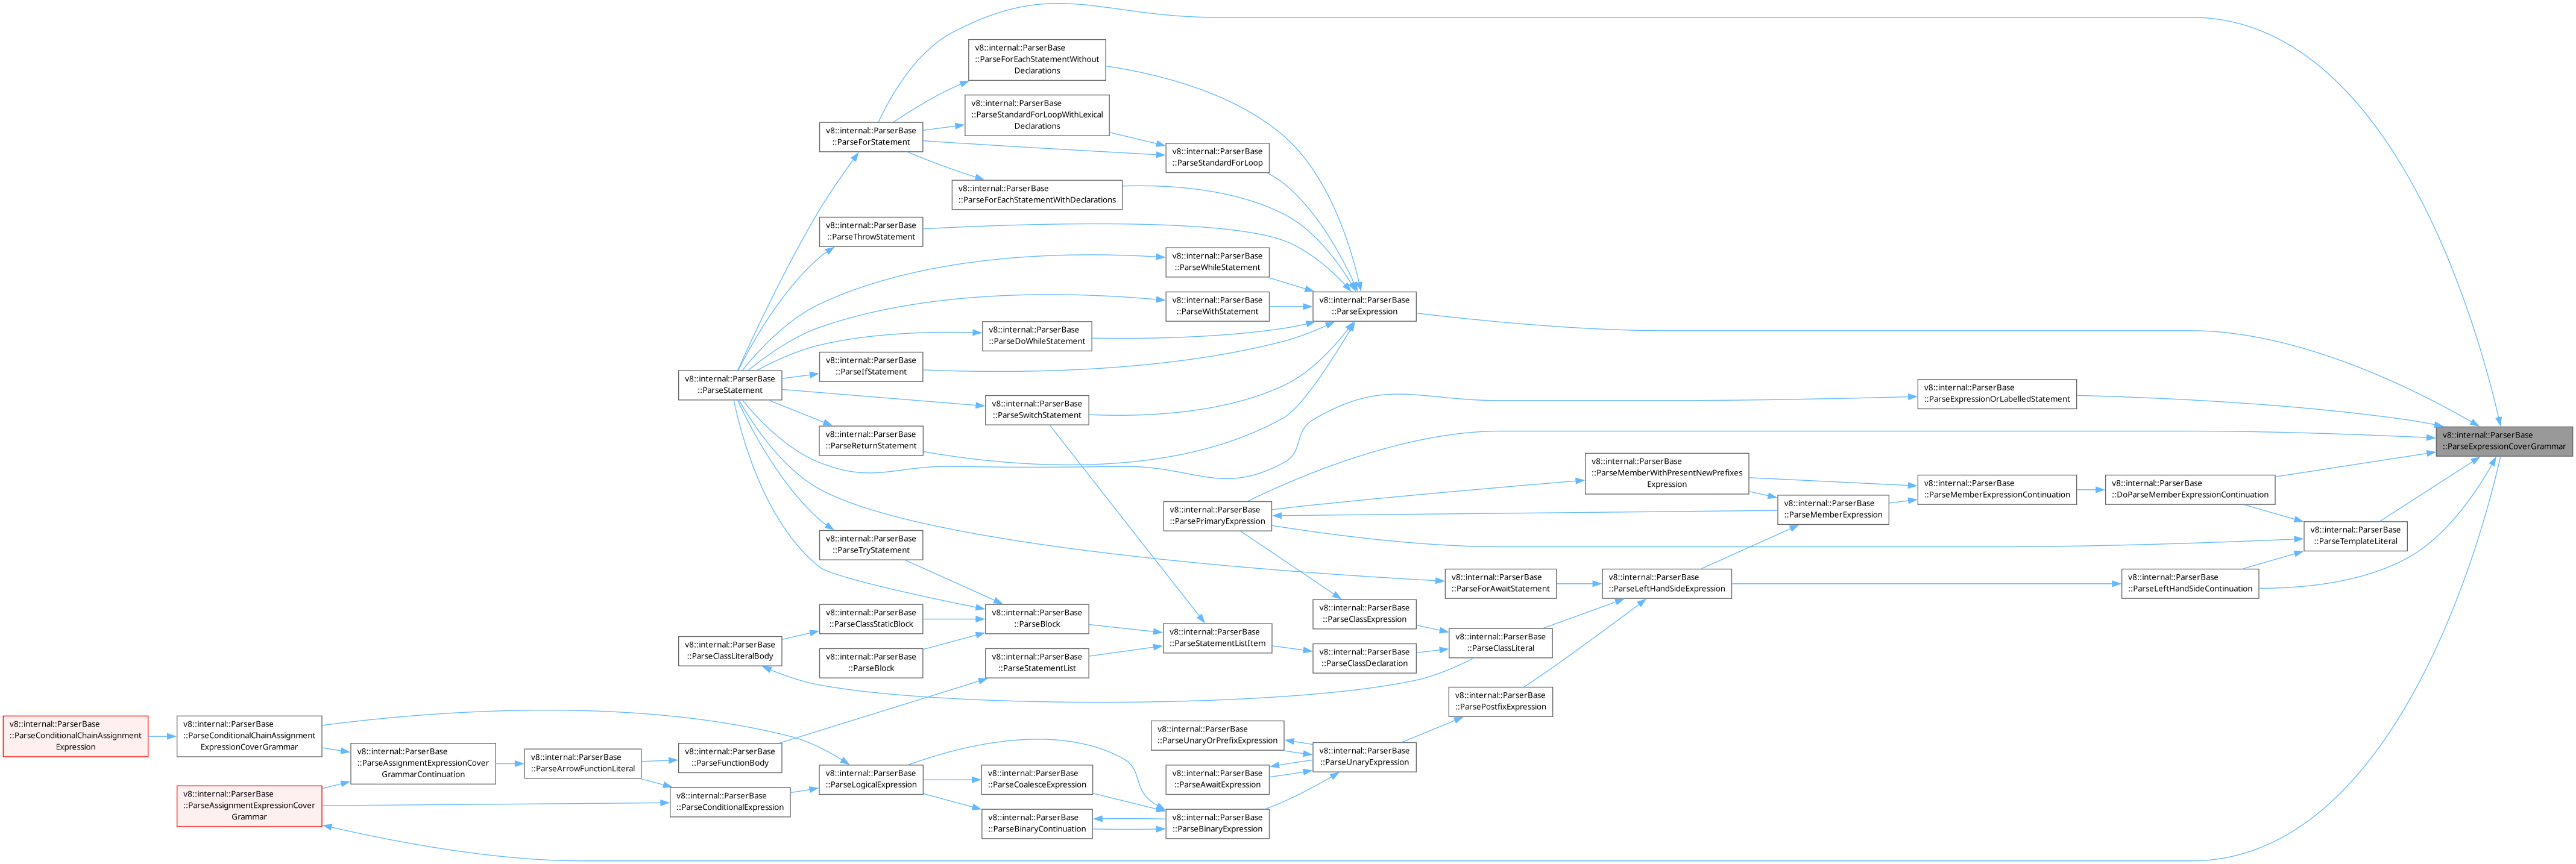 v8::internal::ParserBase
::ParseForEachStatementWithout
Declarations
v8::internal::ParserBase
::ParseStandardForLoopWithLexical
Declarations
v8::internal::ParserBase
::ParseForStatement
v8::internal::ParserBase
::ParseStandardForLoop
v8::internal::ParserBase
::ParseForEachStatementWithDeclarations
v8::internal::ParserBase
::ParseThrowStatement
v8::internal::ParserBase
::ParseWhileStatement
v8::internal::ParserBase
::ParseWithStatement
v8::internal::ParserBase
::ParseExpression
v8::internal::ParserBase
::ParseDoWhileStatement
v8::internal::ParserBase
::ParseIfStatement
v8::internal::ParserBase
::ParseStatement
v8::internal::ParserBase
::ParseExpressionOrLabelledStatement
v8::internal::ParserBase
::ParseSwitchStatement
v8::internal::ParserBase
::ParseReturnStatement
v8::internal::ParserBase
::ParseExpressionCoverGrammar
v8::internal::ParserBase
::ParseMemberWithPresentNewPrefixes
Expression
v8::internal::ParserBase
::ParseMemberExpressionContinuation
v8::internal::ParserBase
::DoParseMemberExpressionContinuation
v8::internal::ParserBase
::ParsePrimaryExpression
v8::internal::ParserBase
::ParseMemberExpression
v8::internal::ParserBase
::ParseTemplateLiteral
v8::internal::ParserBase
::ParseTryStatement
v8::internal::ParserBase
::ParseForAwaitStatement
v8::internal::ParserBase
::ParseLeftHandSideExpression
v8::internal::ParserBase
::ParseLeftHandSideContinuation
v8::internal::ParserBase
::ParseClassStaticBlock
v8::internal::ParserBase
::ParseBlock
v8::internal::ParserBase
::ParseClassExpression
v8::internal::ParserBase
::ParseStatementListItem
v8::internal::ParserBase
::ParseClassLiteral
v8::internal::ParserBase
::ParseClassLiteralBody
v8::internal::ParserBase
::ParseBlock
v8::internal::ParserBase
::ParseStatementList
v8::internal::ParserBase
::ParseClassDeclaration
v8::internal::ParserBase
::ParsePostfixExpression
v8::internal::ParserBase
::ParseConditionalChainAssignment
Expression
v8::internal::ParserBase
::ParseConditionalChainAssignment
ExpressionCoverGrammar
v8::internal::ParserBase
::ParseAssignmentExpressionCover
GrammarContinuation
v8::internal::ParserBase
::ParseArrowFunctionLiteral
v8::internal::ParserBase
::ParseFunctionBody
v8::internal::ParserBase
::ParseUnaryOrPrefixExpression
v8::internal::ParserBase
::ParseUnaryExpression
v8::internal::ParserBase
::ParseLogicalExpression
v8::internal::ParserBase
::ParseCoalesceExpression
v8::internal::ParserBase
::ParseAwaitExpression
v8::internal::ParserBase
::ParseAssignmentExpressionCover
Grammar
v8::internal::ParserBase
::ParseConditionalExpression
v8::internal::ParserBase
::ParseBinaryContinuation
v8::internal::ParserBase
::ParseBinaryExpression